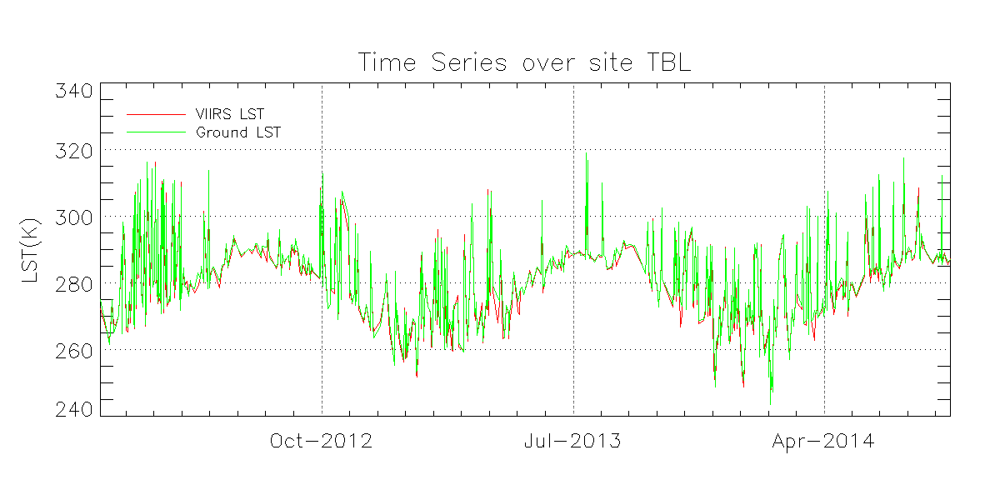 Time Series over site TBL
340
VIIRS LST
Ground LST
320
300
LST(K)
280
260
240
Oct-2012 Jul-2013 Apr-2014